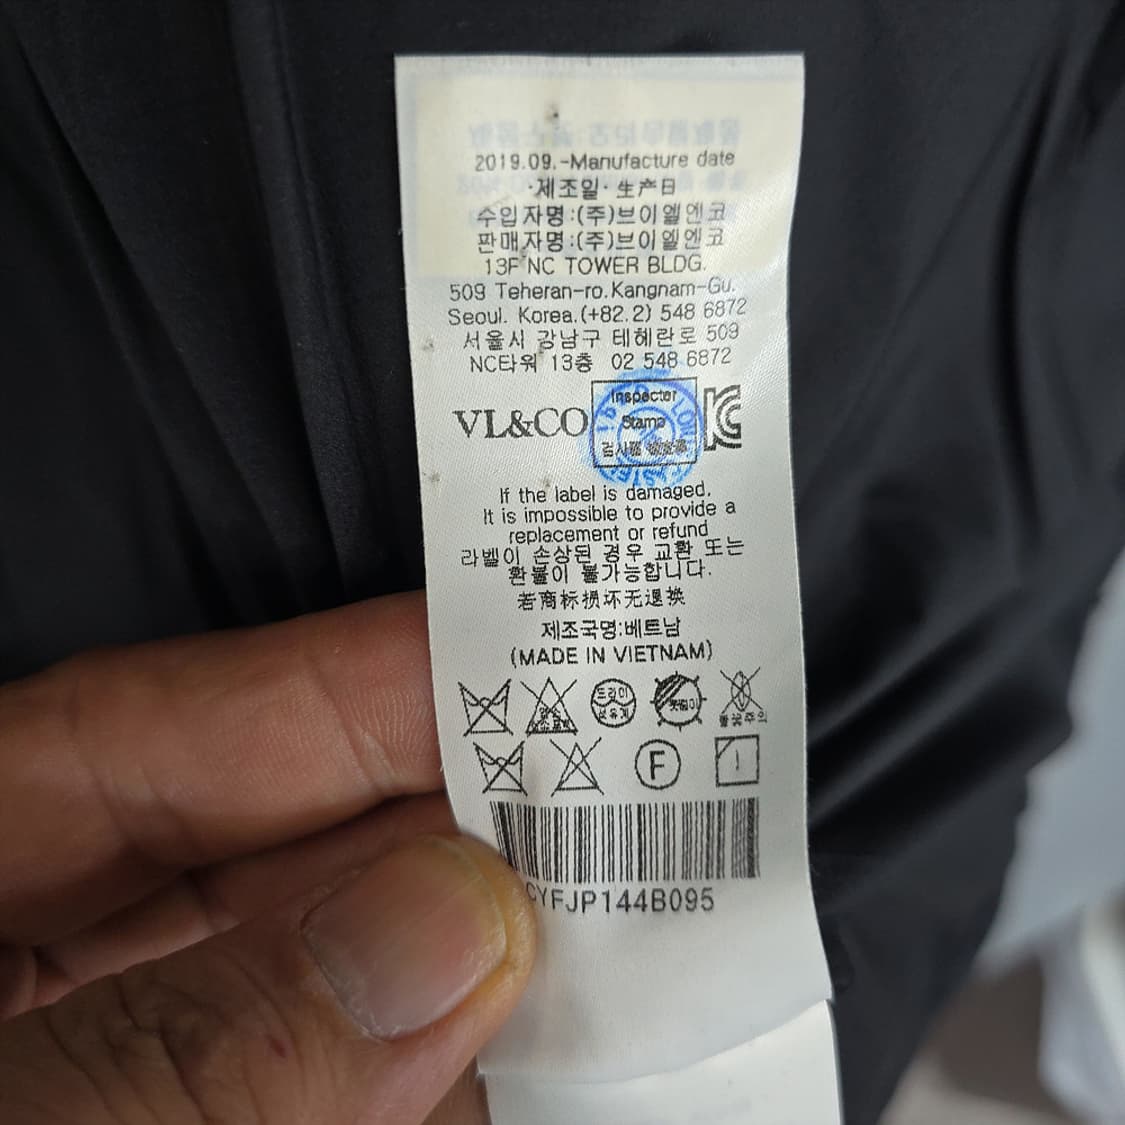 2019.09.-Manufacture date
·제조일· 生产日
수입자명:(주)브이엘엔코
판매자명:(주)브이엘엔코
13F NC TOWER BLDG.
509 Teheran-ro.Kangnam-Gu.
Seoul. Korea.(+82.2) 548 6872
서울시 강남구 테헤란로 509
NC타워 13층 02 548 6872
VL&CO
Inspecter
Stamp
If the label is damaged.
It is impossible to provide a
replacement or refund
라벨이 손상된 경우 교환 또는
환불이 불가능합니다.
若商标损坏无退换
제조국명:베트남
(MADE IN VIETNAM)
드라이
F
CYFJP144B095